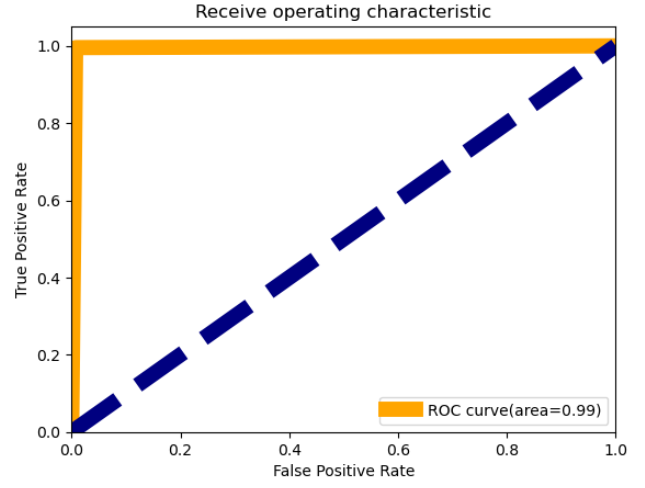 Receive operating characteristic
1.0
0.8
0.6
0.4
0.2
0.0
True Positive Rate
ROC curve(area=0.99)
0.0 0.2 0.4 0.6 0.8 1.0
False Positive Rate